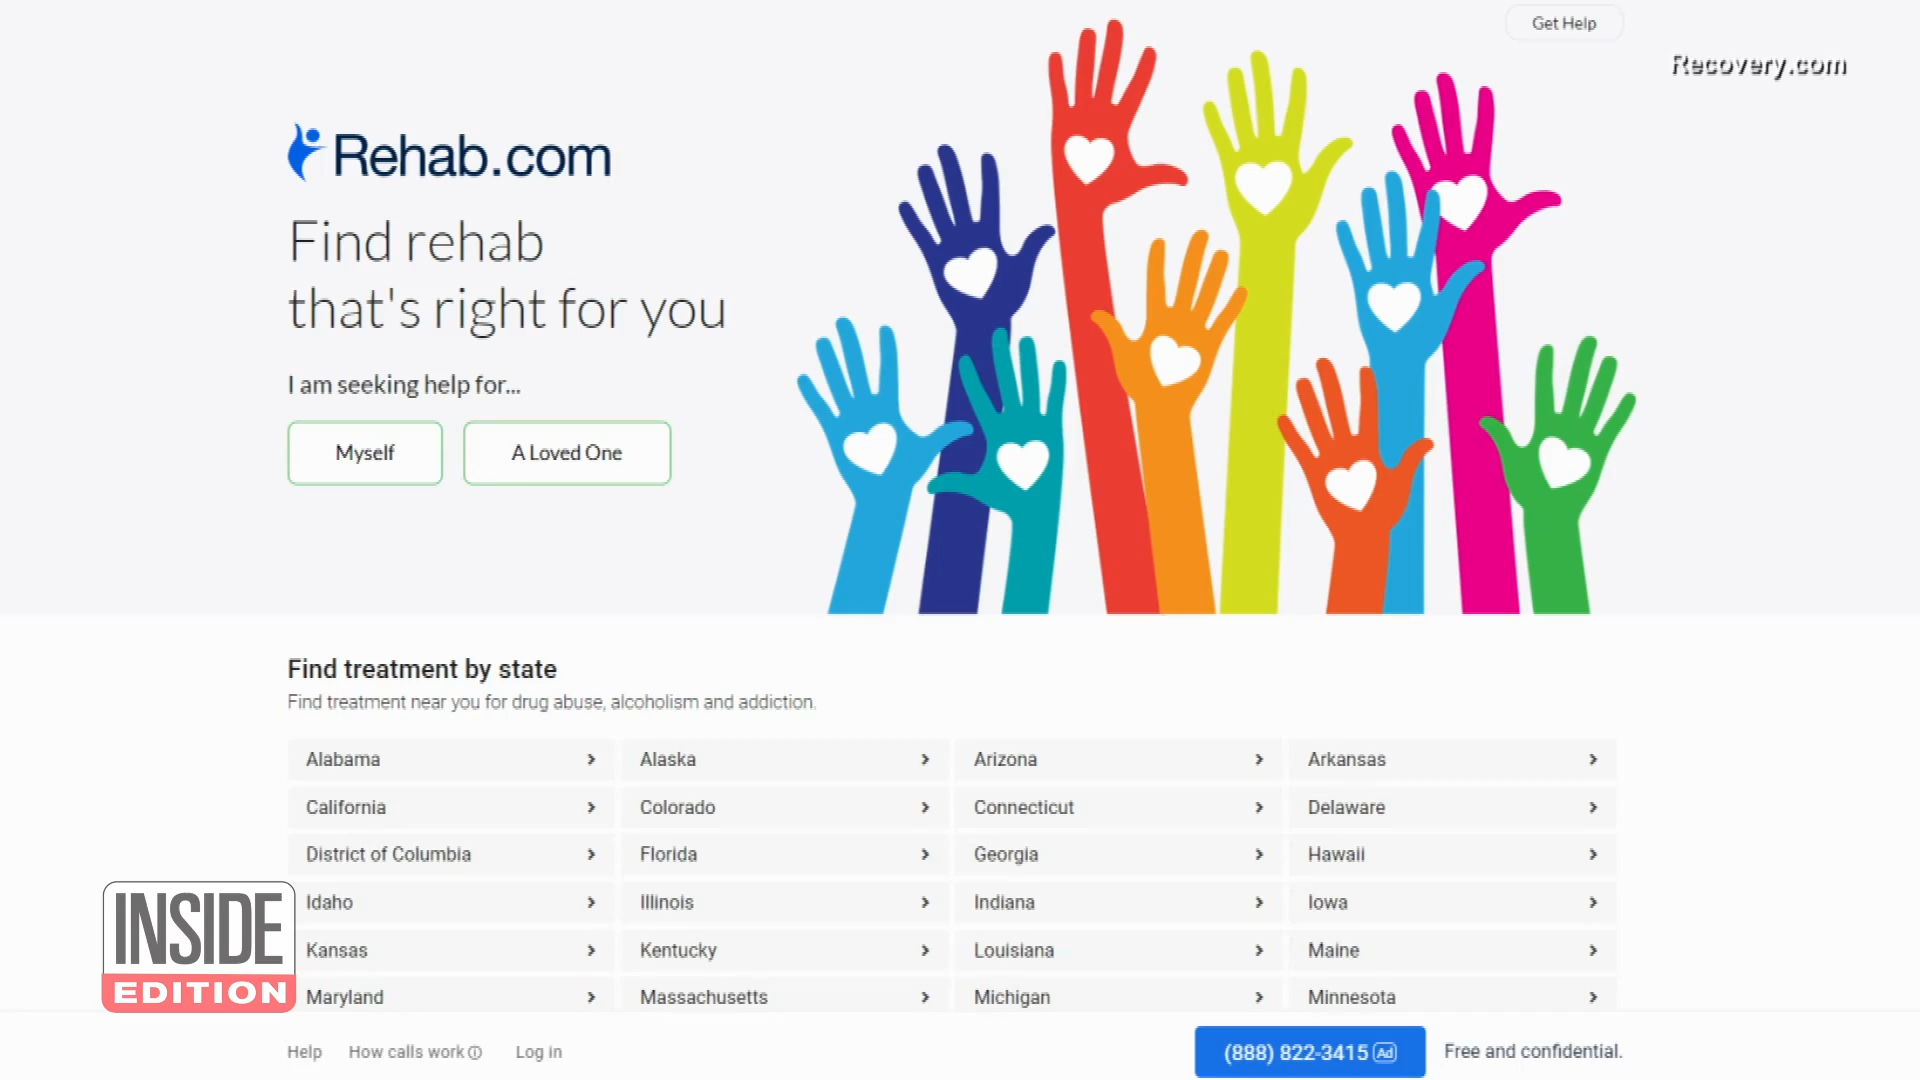 Get Help
Recovery.com
Rehab.com
Find rehab
that's right for you
I am seeking help for...
Myself
A Loved One
Find treatment by state
Find treatment near you for drug abuse, alcoholism and addiction.
Alabama
Alaska
Arizona
Arkansas
California
Colorado
Connecticut
Delaware
District of Columbia
Florida
Georgia
Hawaii
Idaho
Illinois
Indiana
Iowa
Kansas
Kentucky
Louisiana
Maine
Maryland
Massachusetts
Michigan
Minnesota
INSIDE
EDITION
Help
How calls work
Log in
(888) 822-3415 Ad
Free and confidential.